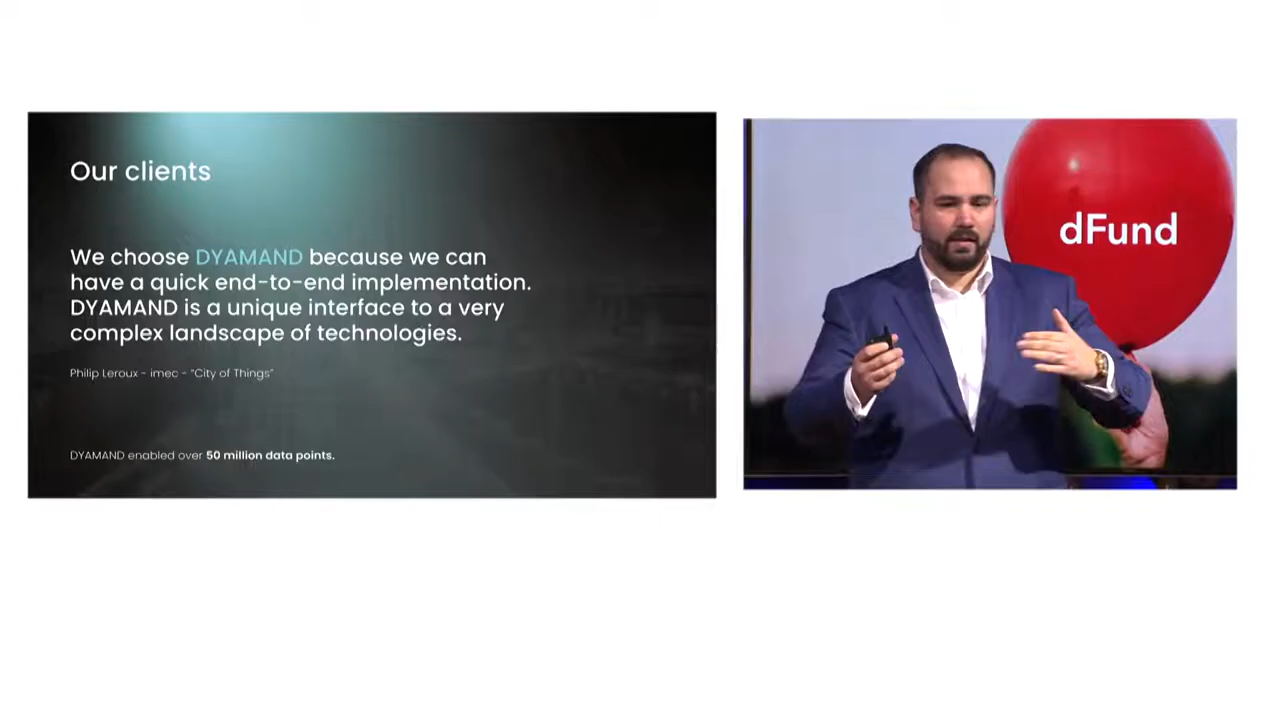 Our clients
We choose DYAMAND because we can
have a quick end-to-end implementation.
DYAMAND is a unique interface to a very
complex landscape of technologies.
Philip Leroux - imec - "City of Things"
DYAMAND enabled over 50 million data points.
dFund